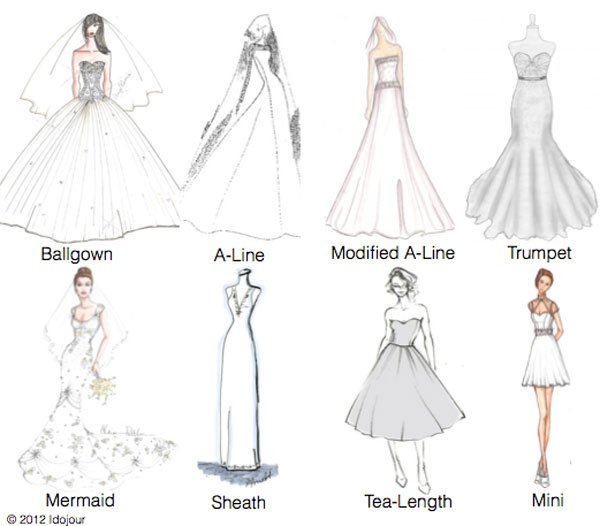 Ballgown
A-Line
Modified A-Line
Trumpet
Mermaid
Sheath
Tea-Length
Mini
© 2012 Idojour